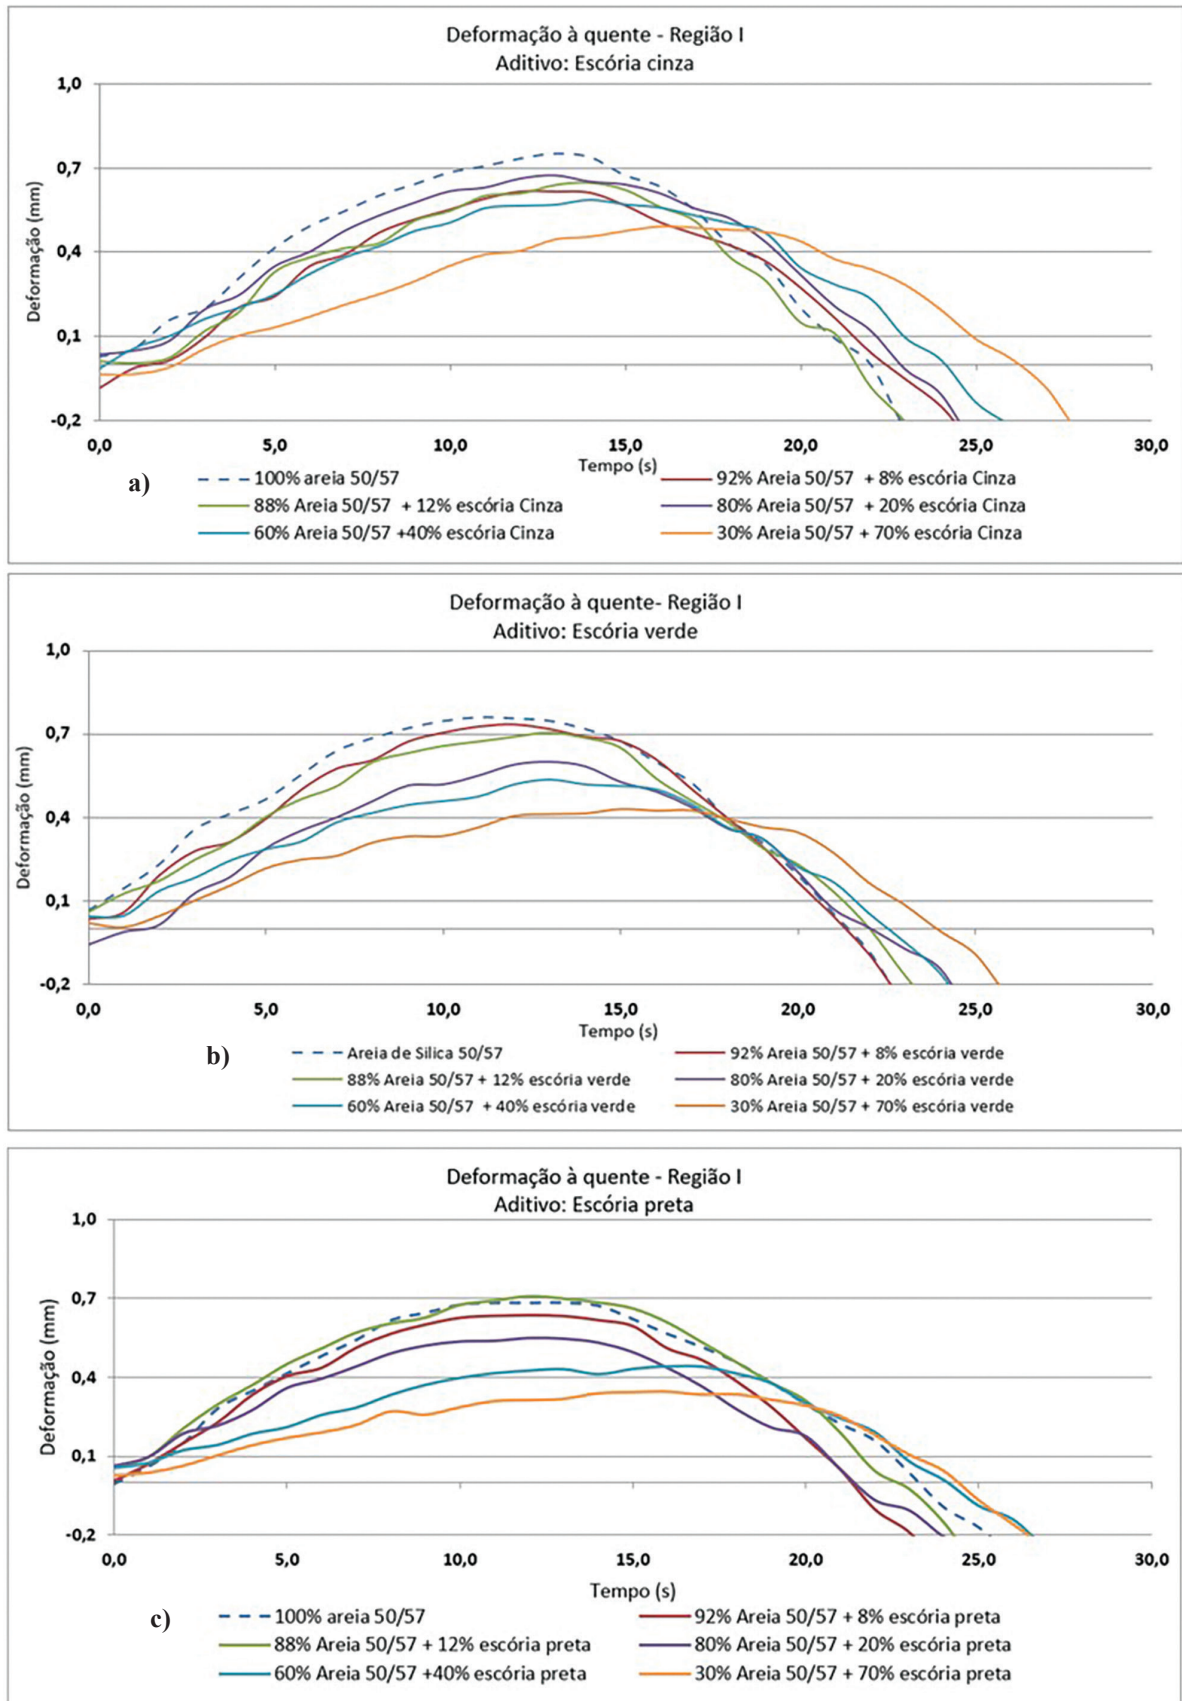 Deformação à quente - Região I
Aditivo: Escória cinza
1,0
0,7
0,4
0,1
-0,2
Deformação (mm)
0,0 5,0 10,0 15,0 20,0 25,0 30,0
Tempo (s)
a)
100% areia 50/57
92% Areia 50/57 + 8% escória Cinza
88% Areia 50/57 + 12% escória Cinza
80% Areia 50/57 + 20% escória Cinza
60% Areia 50/57 +40% escória Cinza
30% Areia 50/57 + 70% escória Cinza
Deformação à quente- Região I
Aditivo: Escória verde
1,0
0,7
0,4
0,1
-0,2
Deformação (mm)
0,0 5,0 10,0 15,0 20,0 25,0 30,0
Tempo (s)
b)
Areia de Silica 50/57
92% Areia 50/57 + 8% escória verde
88% Areia 50/57 + 12% escória verde
80% Areia 50/57 + 20% escória verde
60% Areia 50/57 + 40% escória verde
30% Areia 50/57 + 70% escória verde
Deformação à quente - Região I
Aditivo: Escória preta
1,0
0,7
0,4
0,1
-0,2
Deformação (mm)
0,0 5,0 10,0 15,0 20,0 25,0 30,0
Tempo (s)
c)
100% areia 50/57
92% Areia 50/57 + 8% escória preta
88% Areia 50/57 + 12% escória preta
80% Areia 50/57 + 20% escória preta
60% Areia 50/57 +40% escória preta
30% Areia 50/57 + 70% escória preta